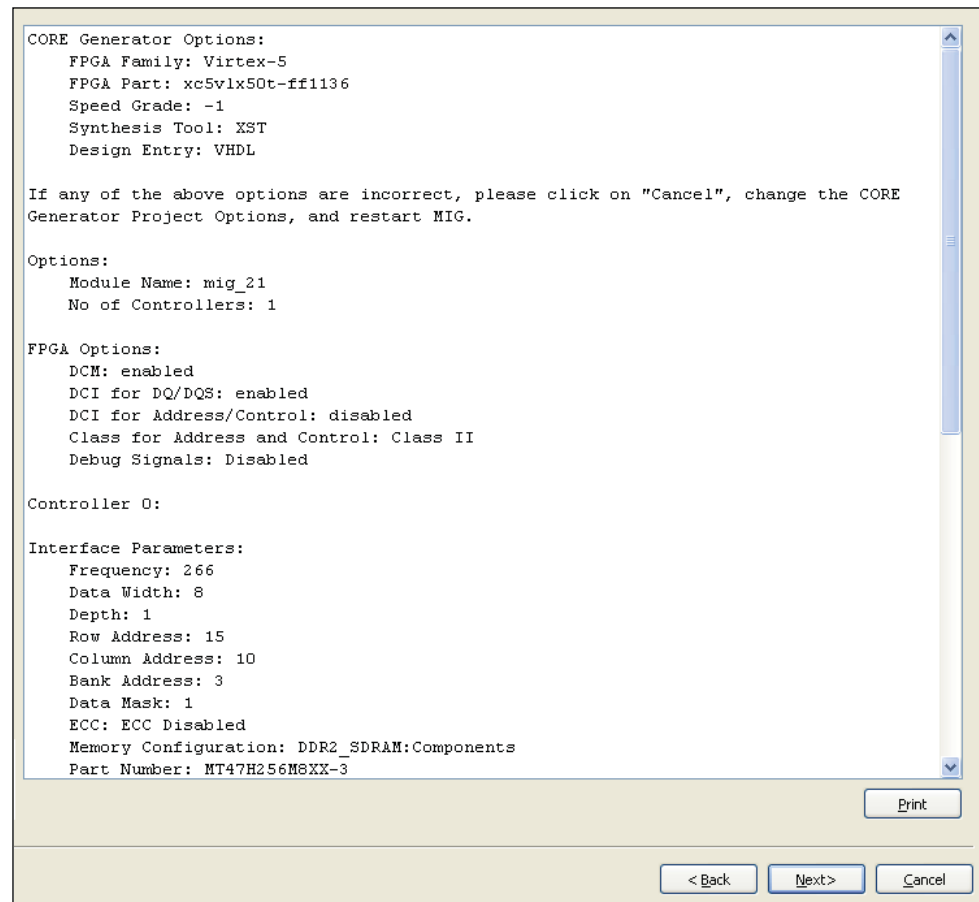 CORE Generator Options:
FPGA Family: Virtex-5
FPGA Part: xc5vlx50t-ff1136
Speed Grade: -1
Synthesis Tool: XST
Design Entry: VHDL
If any of the above options are incorrect, please click on "Cancel", change the CORE
Generator Project Options, and restart MIG.
Options:
Module Name: mig_21
No of Controllers: 1
FPGA Options:
DCM: enabled
DCI for DQ/DQS: enabled
DCI for Address/Control: disabled
Class for Address and Control: Class II
Debug Signals: Disabled
Controller 0:
Interface Parameters:
Frequency: 266
Data Width: 8
Depth: 1
Row Address: 15
Column Address: 10
Bank Address: 3
Data Mask: 1
ECC: ECC Disabled
Memory Configuration: DDR2_SDRAM:Components
Part Number: MT47H256M8XX-3
Print
< Back Next> Cancel